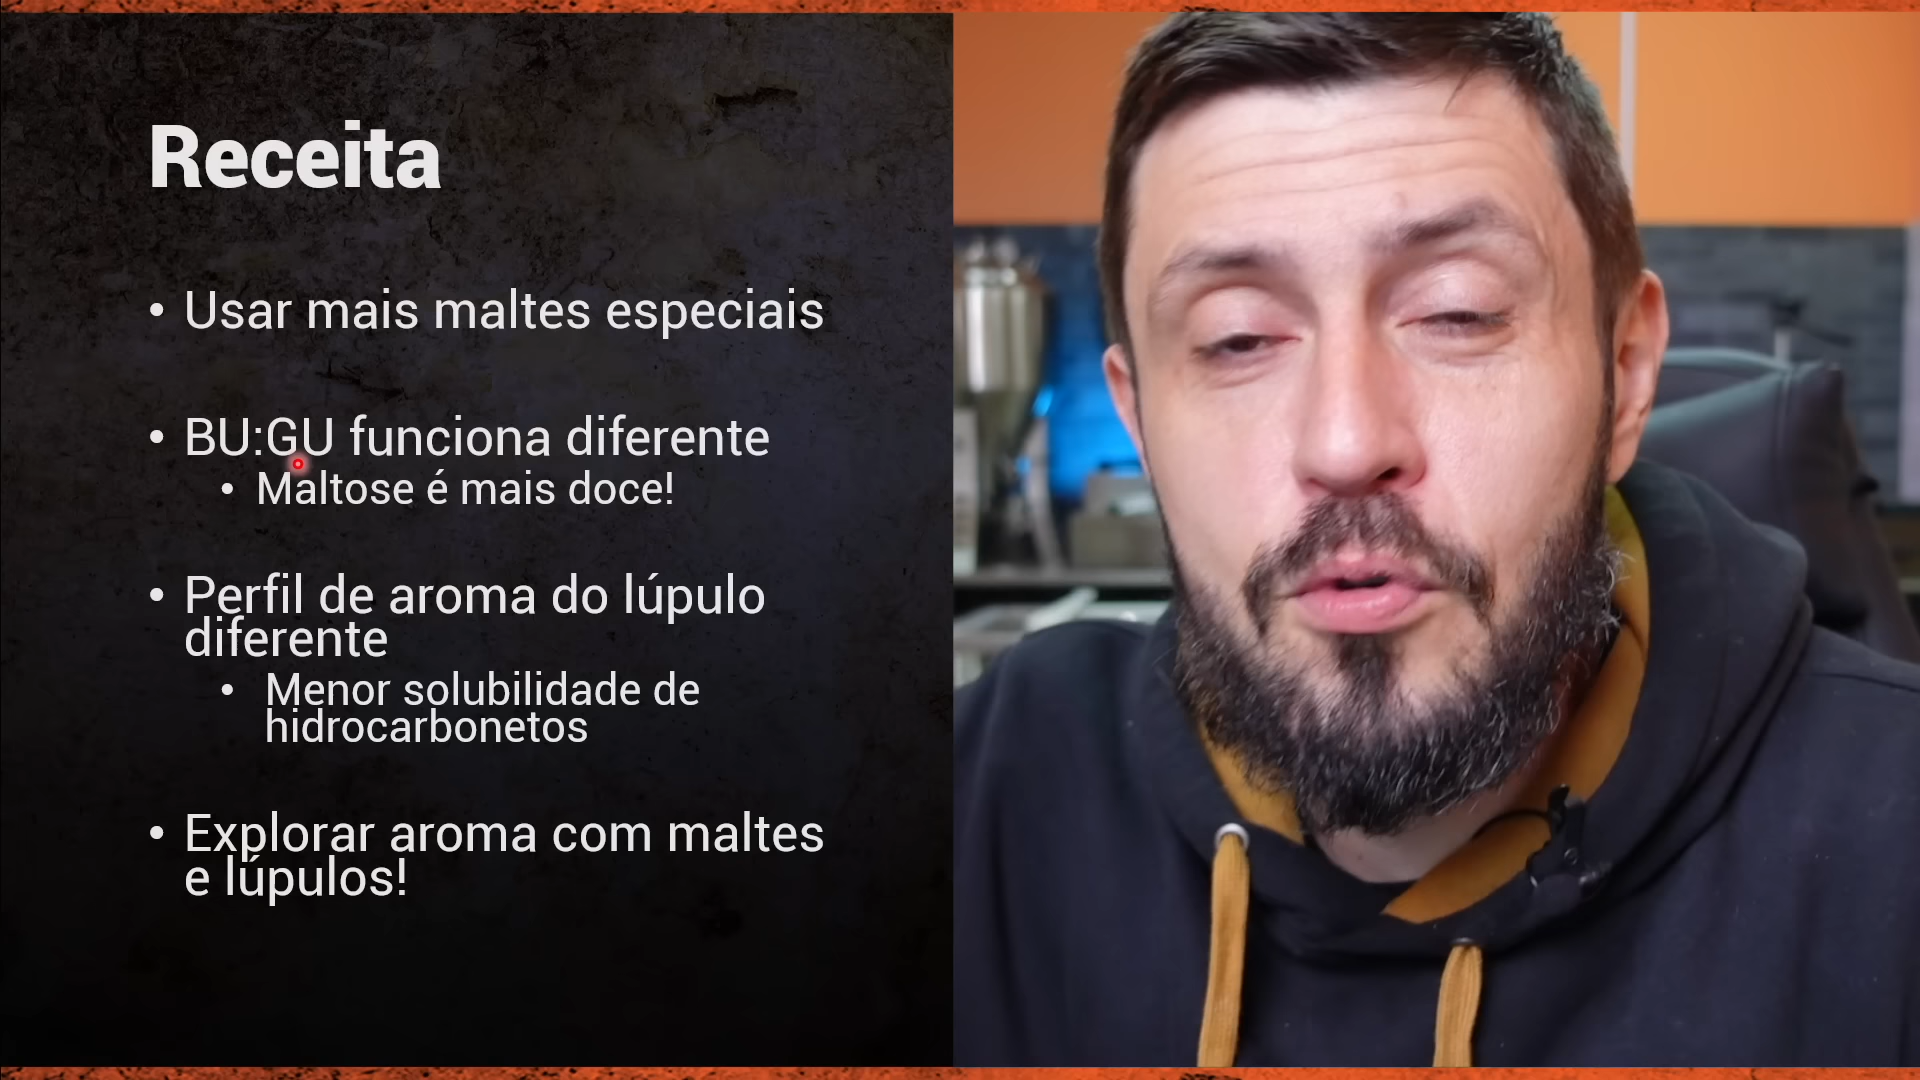 Receita
• Usar mais maltes especiais
• BU:GU funciona diferente
• Maltose é mais doce!
• Perfil de aroma do lúpulo
diferente
• Menor solubilidade de
hidrocarbonetos
• Explorar aroma com maltes
e lúpulos!